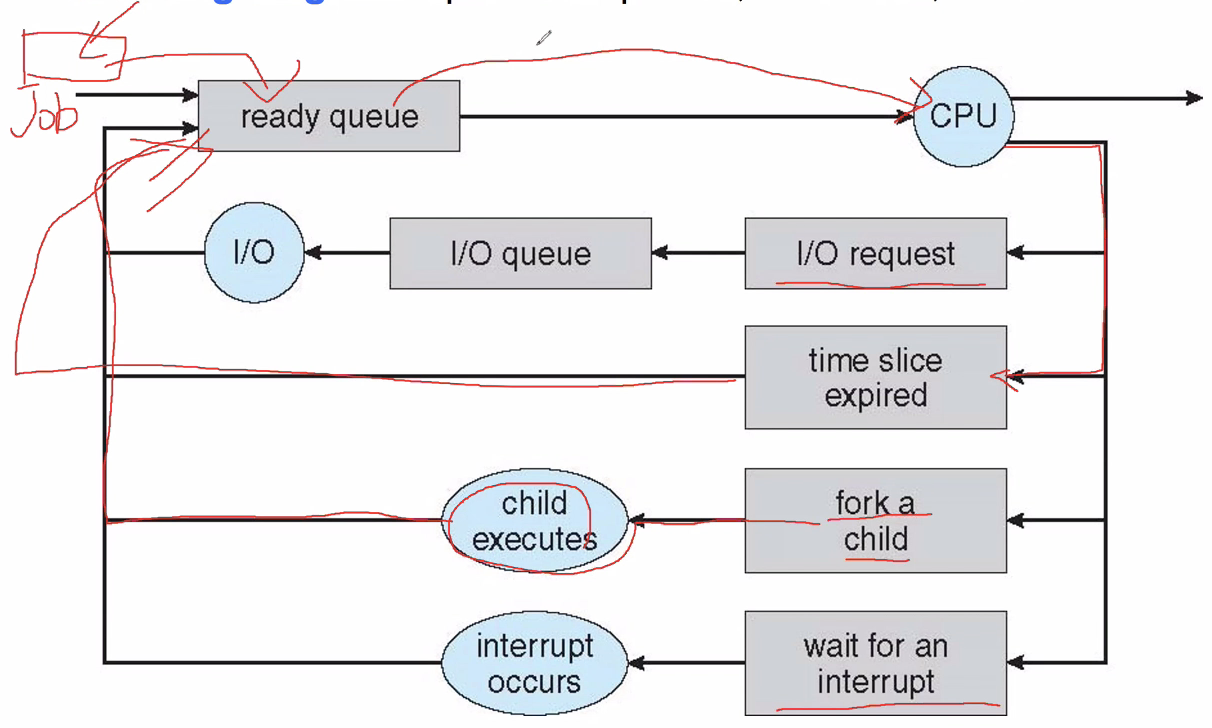 Job
ready queue
CPU
I/O
I/O queue
I/O request
time slice
expired
child
executes
fork a
child
interrupt
occurs
wait for an
interrupt